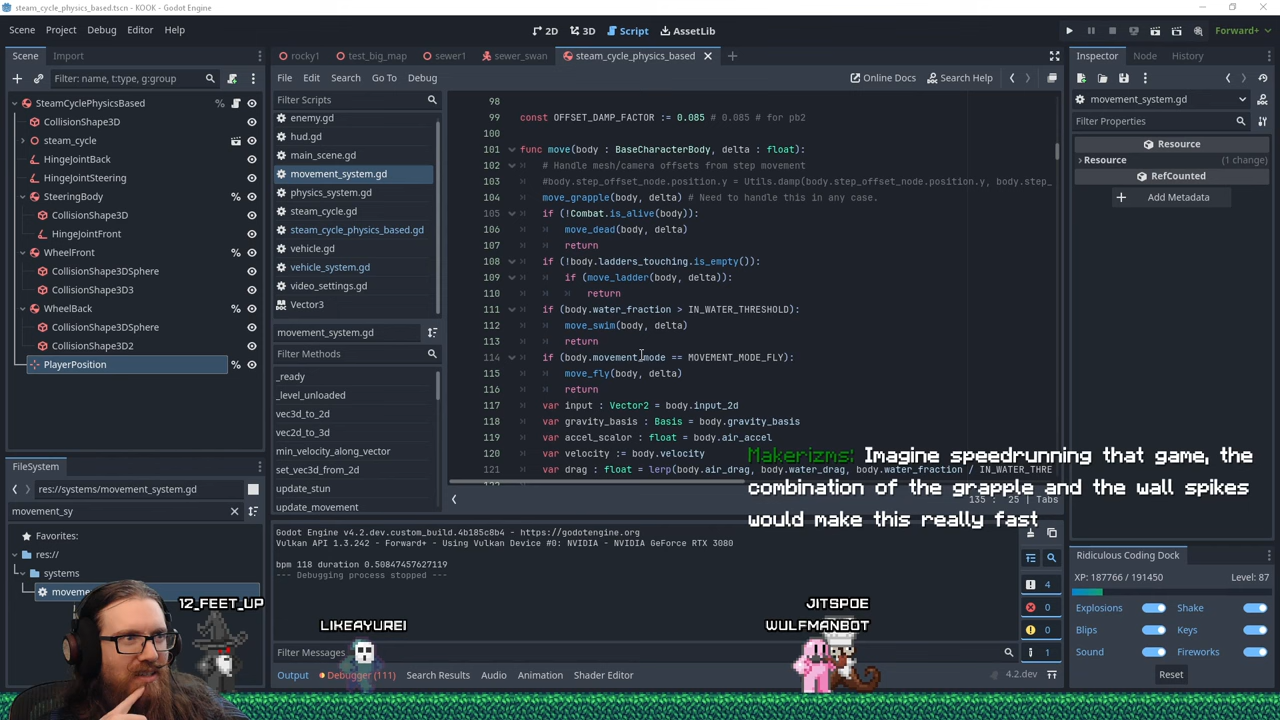 steam_cycle_physics_based.tscn - KOOK - Godot Engine
Scene Project Debug Editor Help
2D 3D Script AssetLib
Forward+
Scene Import
rocky1 test_big_map sewer1 sewer_swan steam_cycle_physics_based
Inspector Node History
Filter: name, t:type, g:group
File Edit Search Go To Debug
Online Docs Search Help
SteamCyclePhysicsBased
CollisionShape3D
steam_cycle
HingeJointBack
HingeJointSteering
SteeringBody
CollisionShape3D
HingeJointFront
WheelFront
CollisionShape3DSphere
CollisionShape3D3
WheelBack
CollisionShape3DSphere
CollisionShape3D2
PlayerPosition
FileSystem
res://systems/movement_system.gd
movement_sy
Favorites:
res://
systems
Filter Scripts
enemy.gd
hud.gd
main_scene.gd
movement_system.gd
physics_system.gd
steam_cycle.gd
steam_cycle_physics_based.gd
vehicle.gd
vehicle_system.gd
video_settings.gd
Vector3
movement_system.gd
Filter Methods
_ready
_level_unloaded
vec3d_to_2d
vec2d_to_3d
min_velocity_along_vector
set_vec3d_from_2d
update_stun
update_movement
98
99 const OFFSET_DAMP_FACTOR := 0.085 # 0.085 # for pb2
100
101 func move(body : BaseCharacterBody, delta : float):
102 # Handle mesh/camera offsets from step movement
103 #body.step_offset_node.position.y = Utils.damp(body.step_offset_node.position.y, body.step_
104 move_grapple(body, delta) # Need to handle this in any case.
105 if (!Combat.is_alive(body)):
106 move_dead(body, delta)
107 return
108 if (!body.ladders_touching.is_empty()):
109 if (move_ladder(body, delta)):
110 return
111 if (body.water_fraction > IN_WATER_THRESHOLD):
112 move_swim(body, delta)
113 return
114 if (body.movement_mode == MOVEMENT_MODE_FLY):
115 move_fly(body, delta)
116 return
117 var input : Vector2 = body.input_2d
118 var gravity_basis : Basis = body.gravity_basis
119 var accel_scalor : float = body.air_accel
120 var velocity := body.velocity
121 var drag : float = lerp(body.air_drag, body.water_drag, body.water_fraction / IN_WATER_THRE
135 : 25 | Tabs
Makerizms: Imagine speedrunning that game, the
combination of the grapple and the wall spikes
would make this really fast
Godot Engine v4.2.dev.custom_build.4b185c8b4 - https://godotengine.org
Vulkan API 1.3.242 - Forward+ - Using Vulkan Device #0: NVIDIA - NVIDIA GeForce RTX 3080
bpm 118 duration 0.50847457627119
--- Debugging process stopped ---
4
0
0
1
Filter Messages
Output Debugger (111) Search Results Audio Animation Shader Editor
4.2.dev
movement_system.gd
Filter Properties
Resource
Resource (1 change)
RefCounted
Add Metadata
Ridiculous Coding Dock
XP: 187766 / 191450 Level: 87
Explosions Shake
Blips Keys
Sound Fireworks
Reset
12_FEET_UP
LIKEAYUREI
JITSPOE
WULFMANBOT